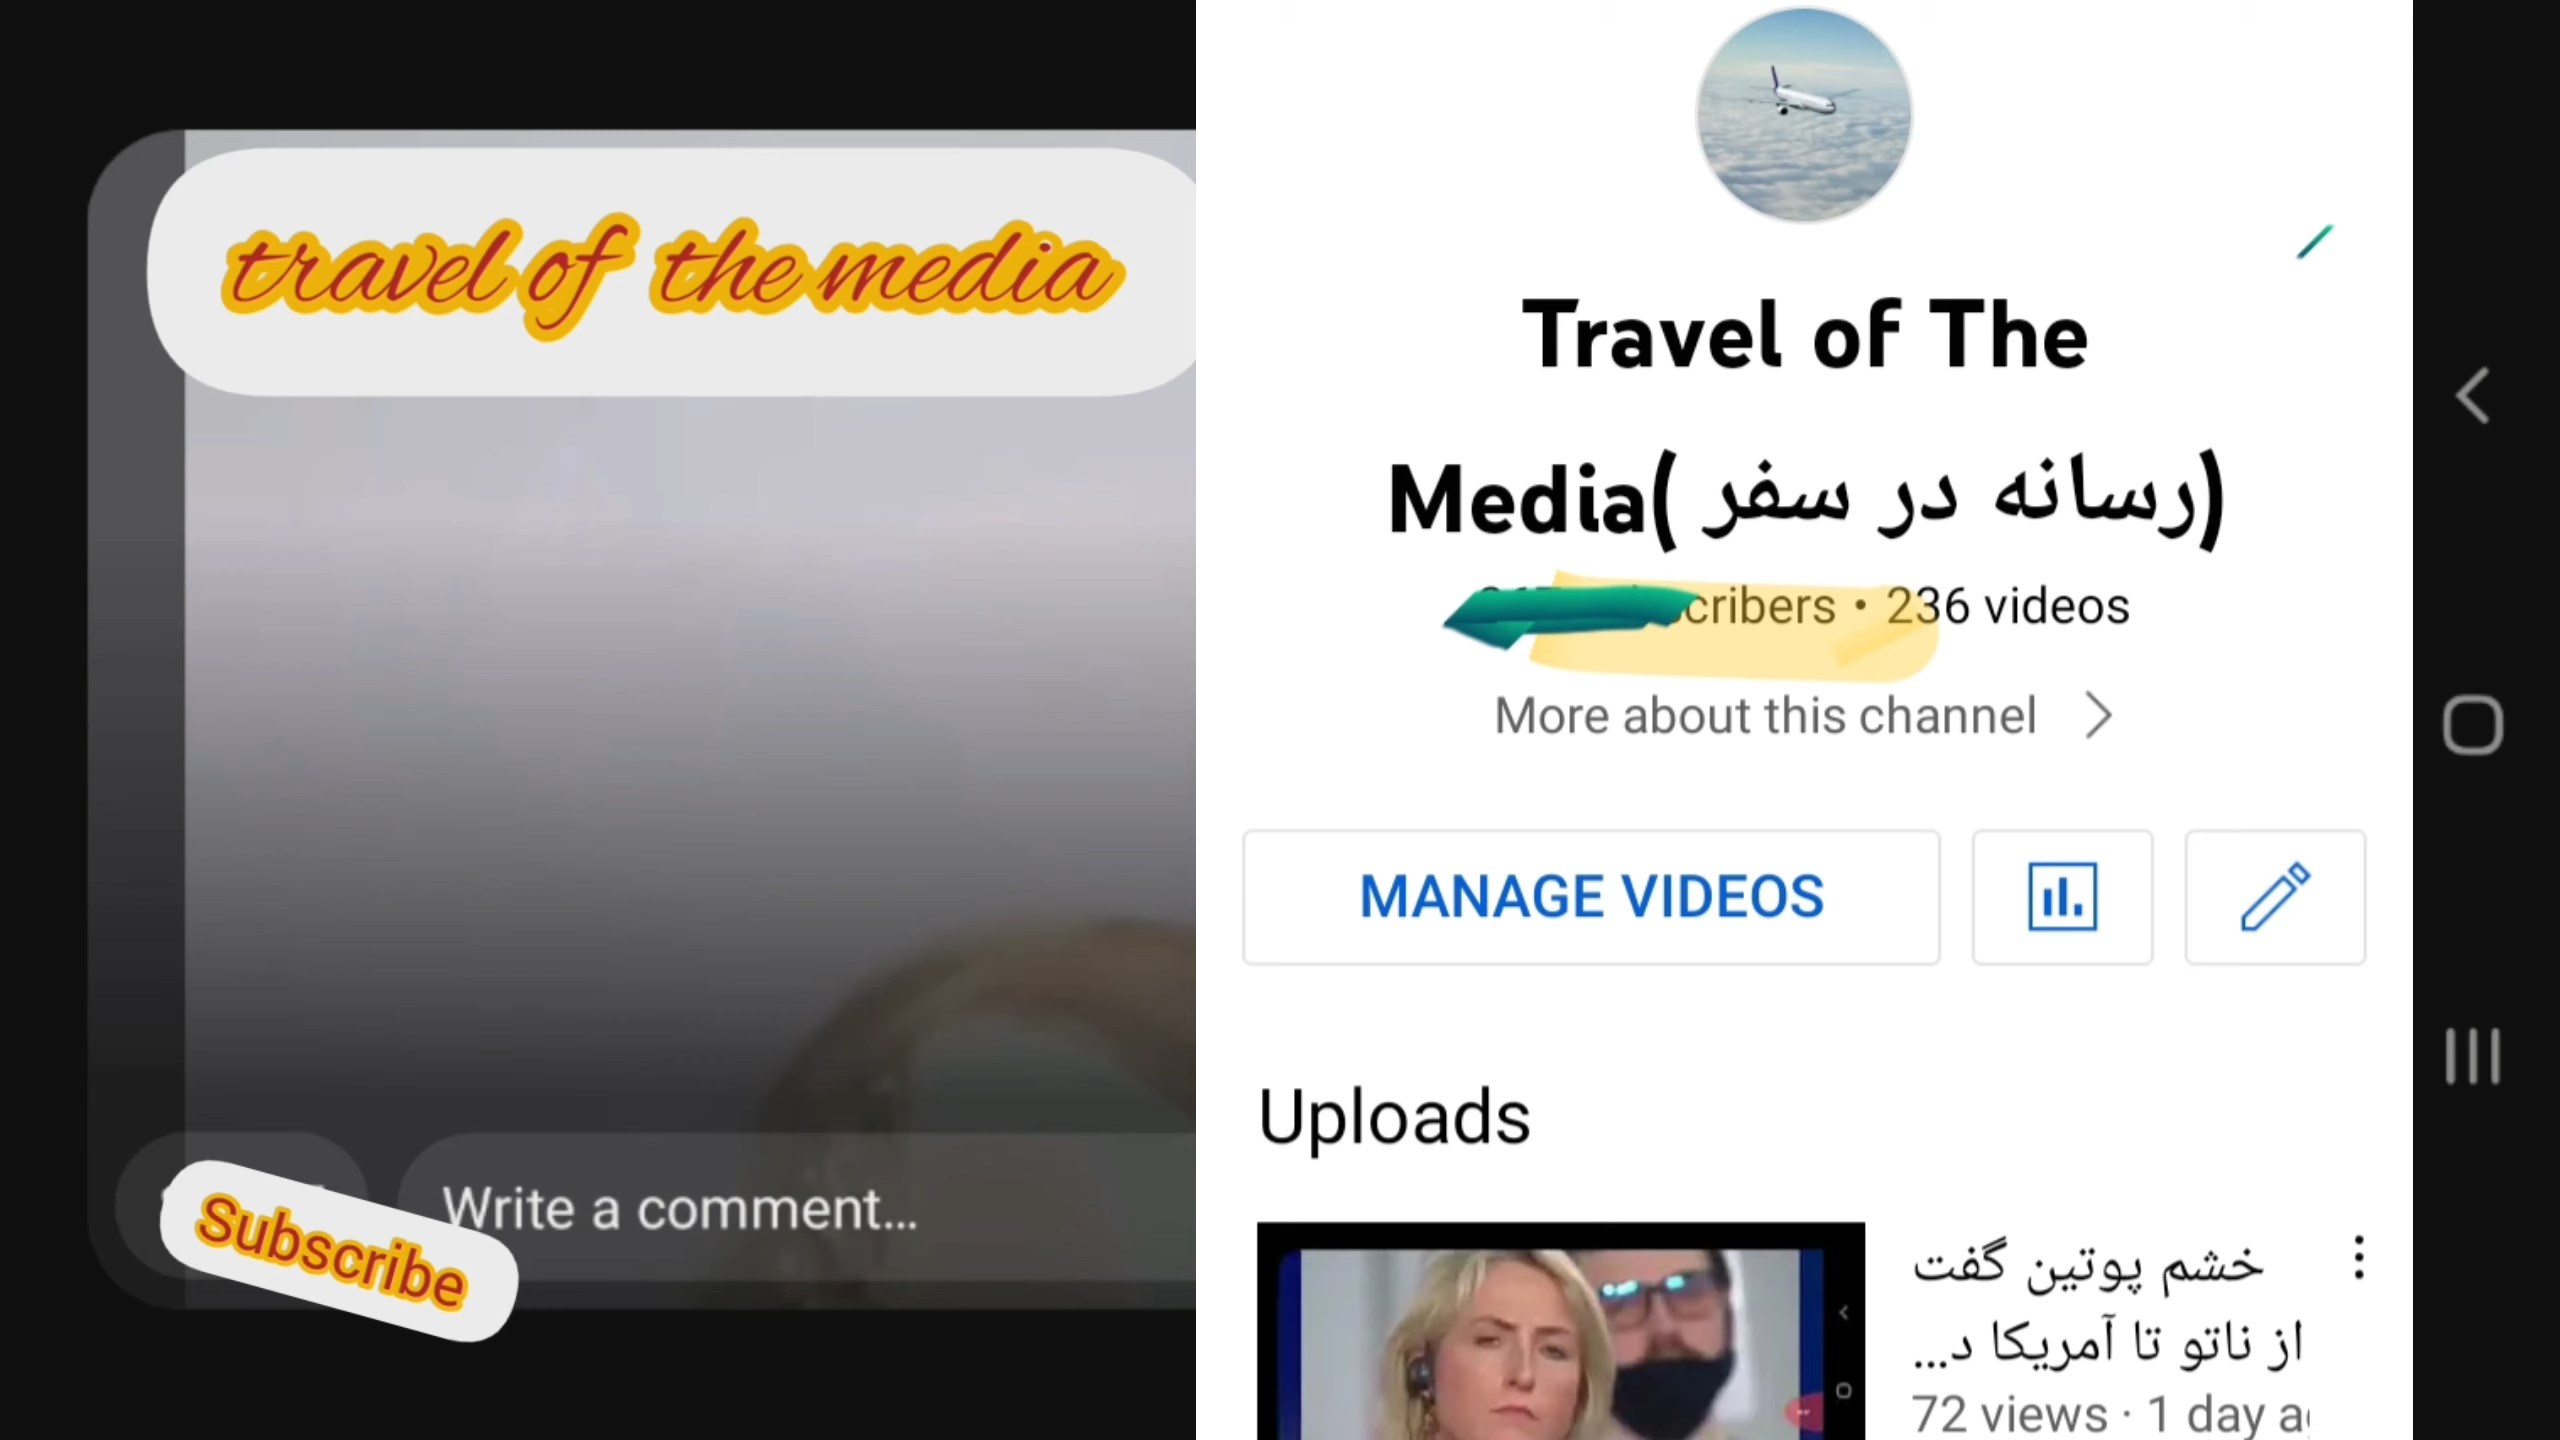 travel of the media
Write a comment...
Subscribe
Travel of The
Media( رسانه در سفر)
236 videos
More about this channel
MANAGE VIDEOS
Uploads
خشم پوتین گفت
از ناتو تا آمریکا د...
72 views · 1 day